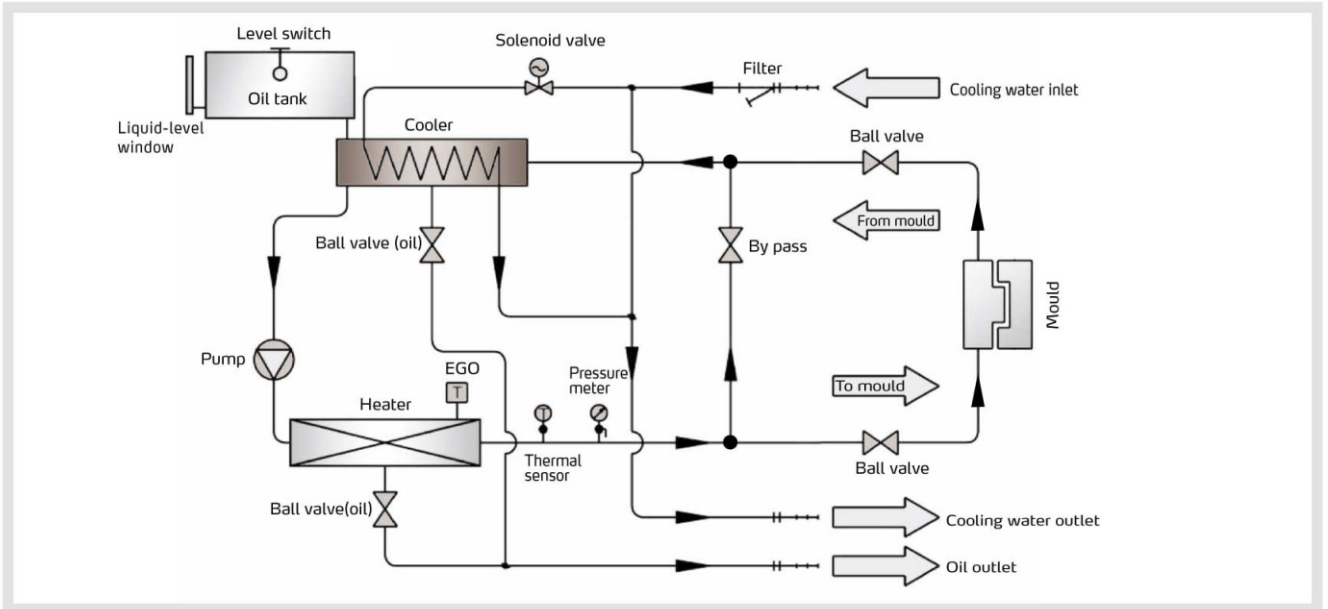 Level switch
Oil tank
Liquid-level
window
Solenoid valve
Filter
Cooling water inlet
Cooler
Ball valve
From mould
Ball valve (oil)
By pass
Mould
Pump
EGO
T
Heater
Pressure
meter
To mould
T
Thermal
sensor
Ball valve
Ball valve(oil)
Cooling water outlet
Oil outlet